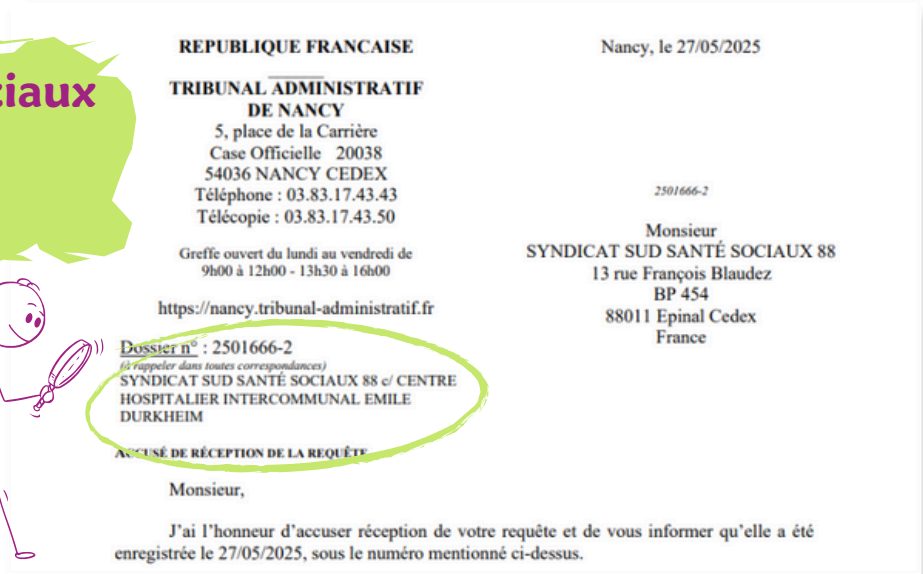 ciaux
REPUBLIQUE FRANCAISE
TRIBUNAL ADMINISTRATIF
DE NANCY
5, place de la Carrière
Case Officielle 20038
54036 NANCY CEDEX
Téléphone : 03.83.17.43.43
Télécopie : 03.83.17.43.50
Greffe ouvert du lundi au vendredi de
9h00 à 12h00 - 13h30 à 16h00
https://nancy.tribunal-administratif.fr
Dossier n° : 2501666-2
(à rappeler dans toutes correspondances)
SYNDICAT SUD SANTÉ SOCIAUX 88 c/ CENTRE
HOSPITALIER INTERCOMMUNAL EMILE
DURKHEIM
Nancy, le 27/05/2025
2501666-2
Monsieur
SYNDICAT SUD SANTÉ SOCIAUX 88
13 rue François Blaudez
BP 454
88011 Epinal Cedex
France
ACCUSÉ DE RÉCEPTION DE LA REQUÊTE
Monsieur,
J'ai l'honneur d'accuser réception de votre requête et de vous informer qu'elle a été
enregistrée le 27/05/2025, sous le numéro mentionné ci-dessus.